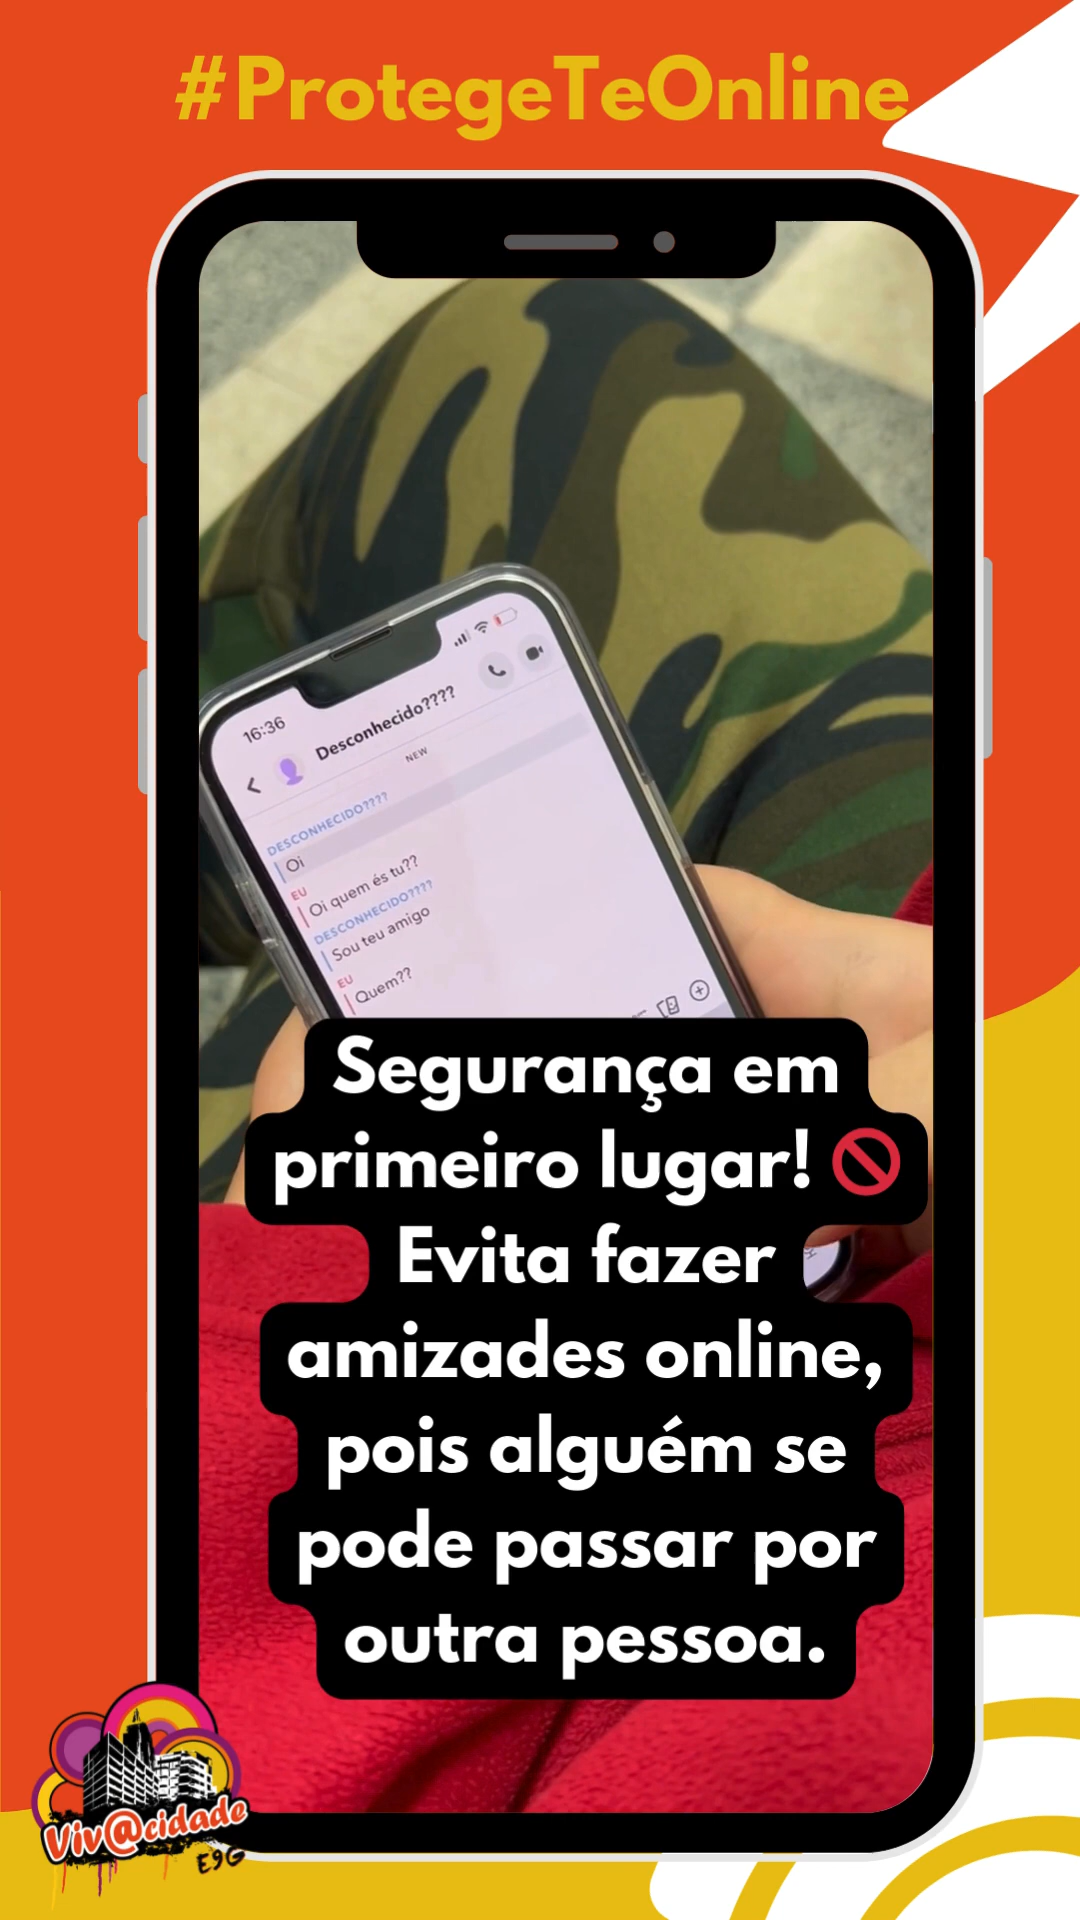 #ProtegeTeOnline
16:36
Desconhecido????
NEW
DESCONHECIDO????
Oi
EU
Oi quem és tu??
DESCONHECIDO????
Sou teu amigo
EU
Quem??
Segurança em
primeiro lugar! 🚫
Evita fazer
amizades online,
pois alguém se
pode passar por
outra pessoa.
Viv@cidade
E9G